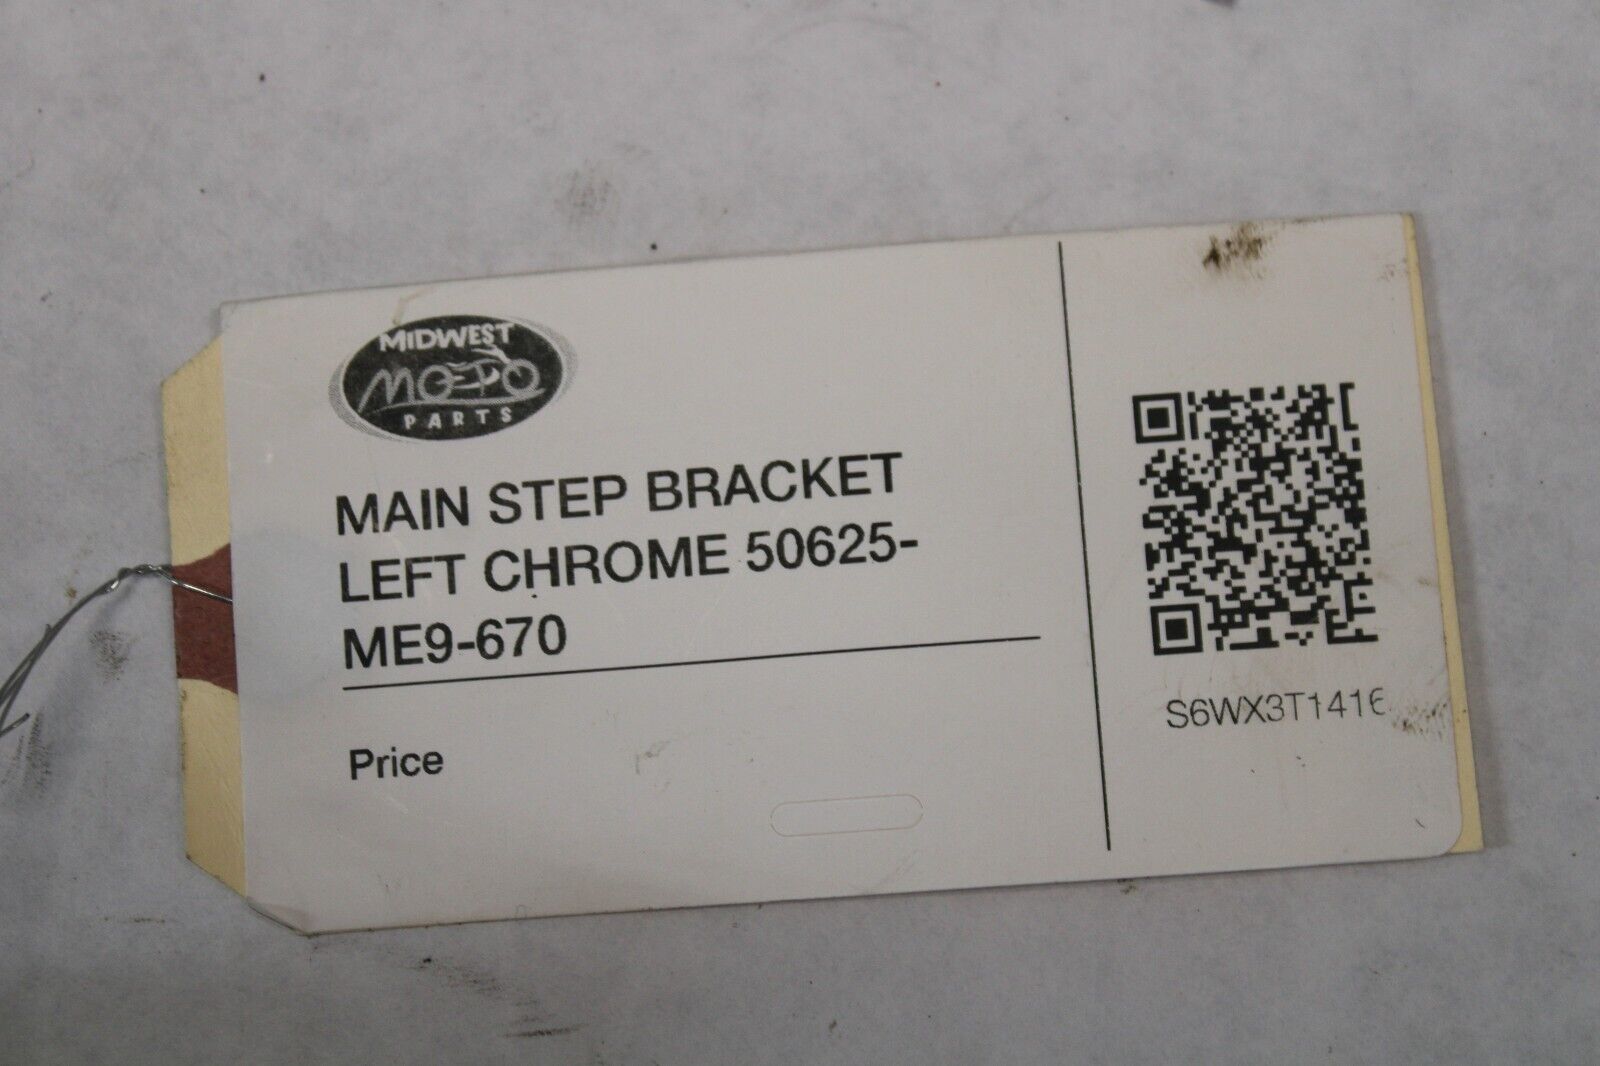 MIDWEST
MOTO
PARTS
MAIN STEP BRACKET
LEFT CHROME 50625-
ME9-670
Price
S6WX3T1416